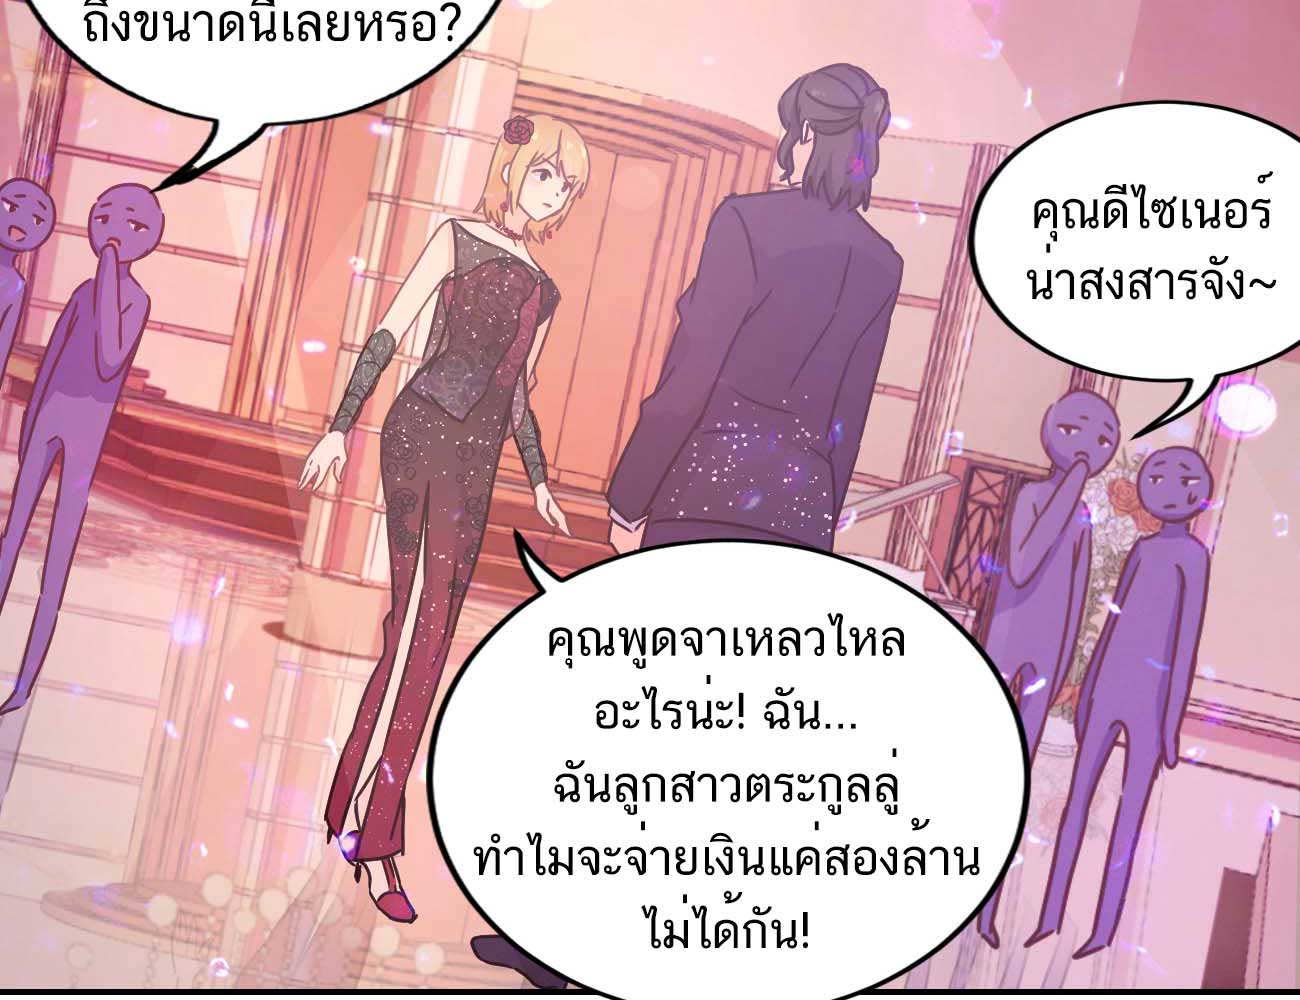 ถึงขนาดนี้เลยหรอ?
คุณดีไซเนอร์
น่าสงสารจัง~
คุณพูดจาเหลวไหล
อะไรน่ะ! ฉัน...
ฉันลูกสาวตระกูลลู่
ทำไมจะจ่ายเงินแค่สองล้าน
ไม่ได้กัน!